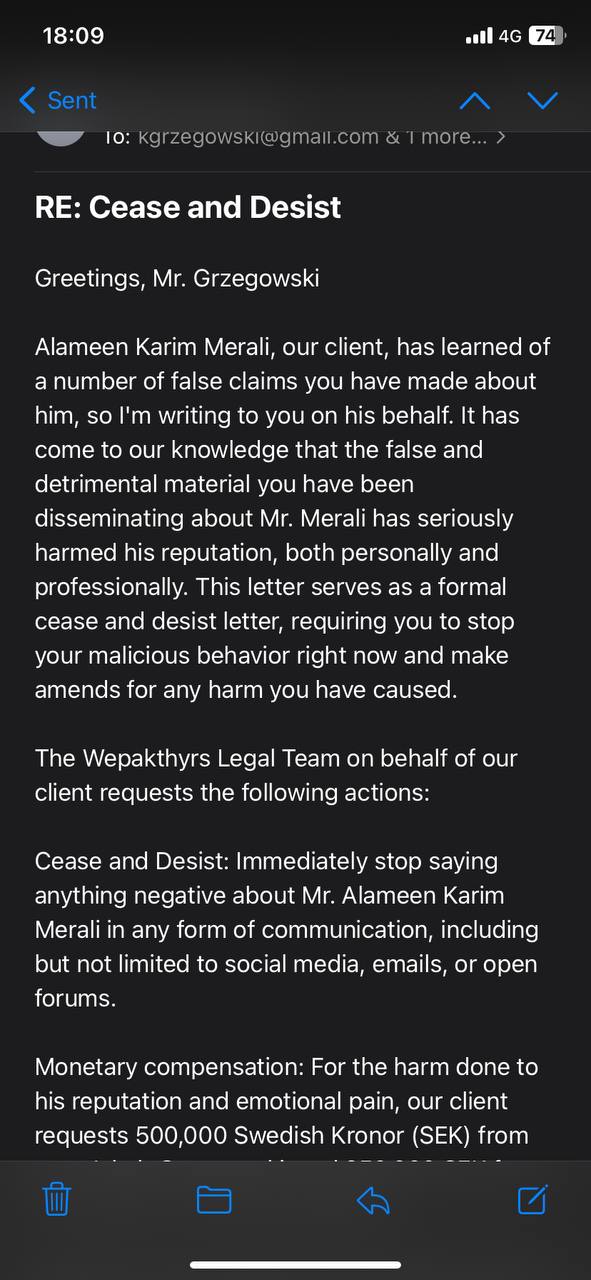 18:09
4G 74
Sent
To: kgrzegowski@gmail.com & 1 more...
RE: Cease and Desist
Greetings, Mr. Grzegowski
Alameen Karim Merali, our client, has learned of
a number of false claims you have made about
him, so I'm writing to you on his behalf. It has
come to our knowledge that the false and
detrimental material you have been
disseminating about Mr. Merali has seriously
harmed his reputation, both personally and
professionally. This letter serves as a formal
cease and desist letter, requiring you to stop
your malicious behavior right now and make
amends for any harm you have caused.
The Wepakthyrs Legal Team on behalf of our
client requests the following actions:
Cease and Desist: Immediately stop saying
anything negative about Mr. Alameen Karim
Merali in any form of communication, including
but not limited to social media, emails, or open
forums.
Monetary compensation: For the harm done to
his reputation and emotional pain, our client
requests 500,000 Swedish Kronor (SEK) from